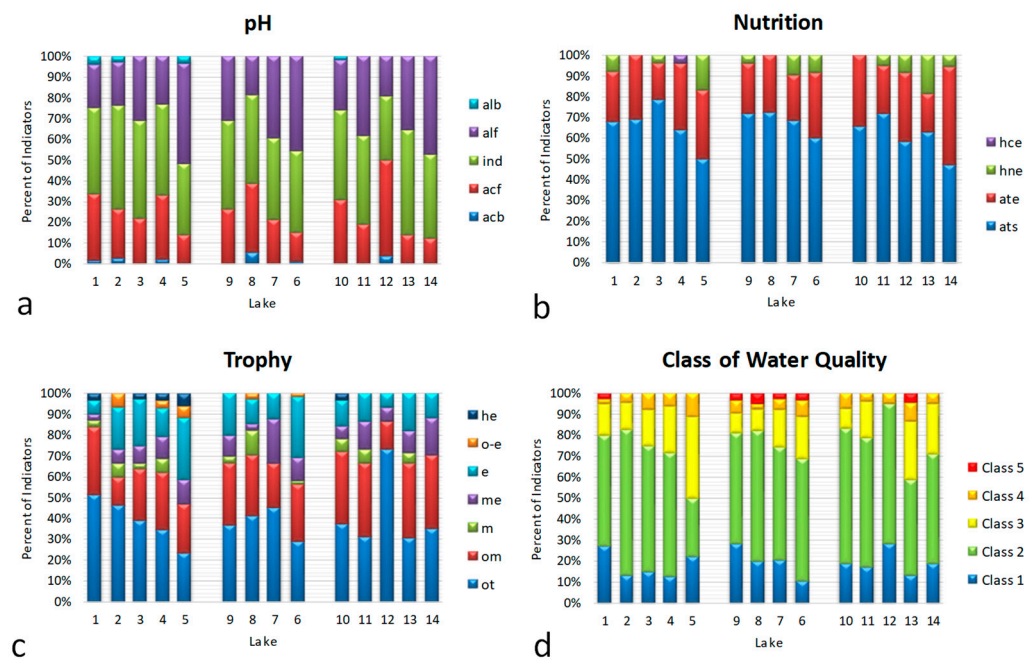 pH
Percent of Indicators
100%
90%
80%
70%
60%
50%
40%
30%
20%
10%
0%
1 2 3 4 5 9 8 7 6 10 11 12 13 14
Lake
alb
alf
ind
acf
acb
a
Nutrition
Percent of Indicators
100%
90%
80%
70%
60%
50%
40%
30%
20%
10%
0%
1 2 3 4 5 9 8 7 6 10 11 12 13 14
Lake
hce
hne
ate
ats
b
Trophy
Percent of Indicators
100%
90%
80%
70%
60%
50%
40%
30%
20%
10%
0%
1 2 3 4 5 9 8 7 6 10 11 12 13 14
Lake
he
o-e
e
me
m
om
ot
c
Class of Water Quality
Percent of Indicators
100%
90%
80%
70%
60%
50%
40%
30%
20%
10%
0%
1 2 3 4 5 9 8 7 6 10 11 12 13 14
Lake
Class 5
Class 4
Class 3
Class 2
Class 1
d